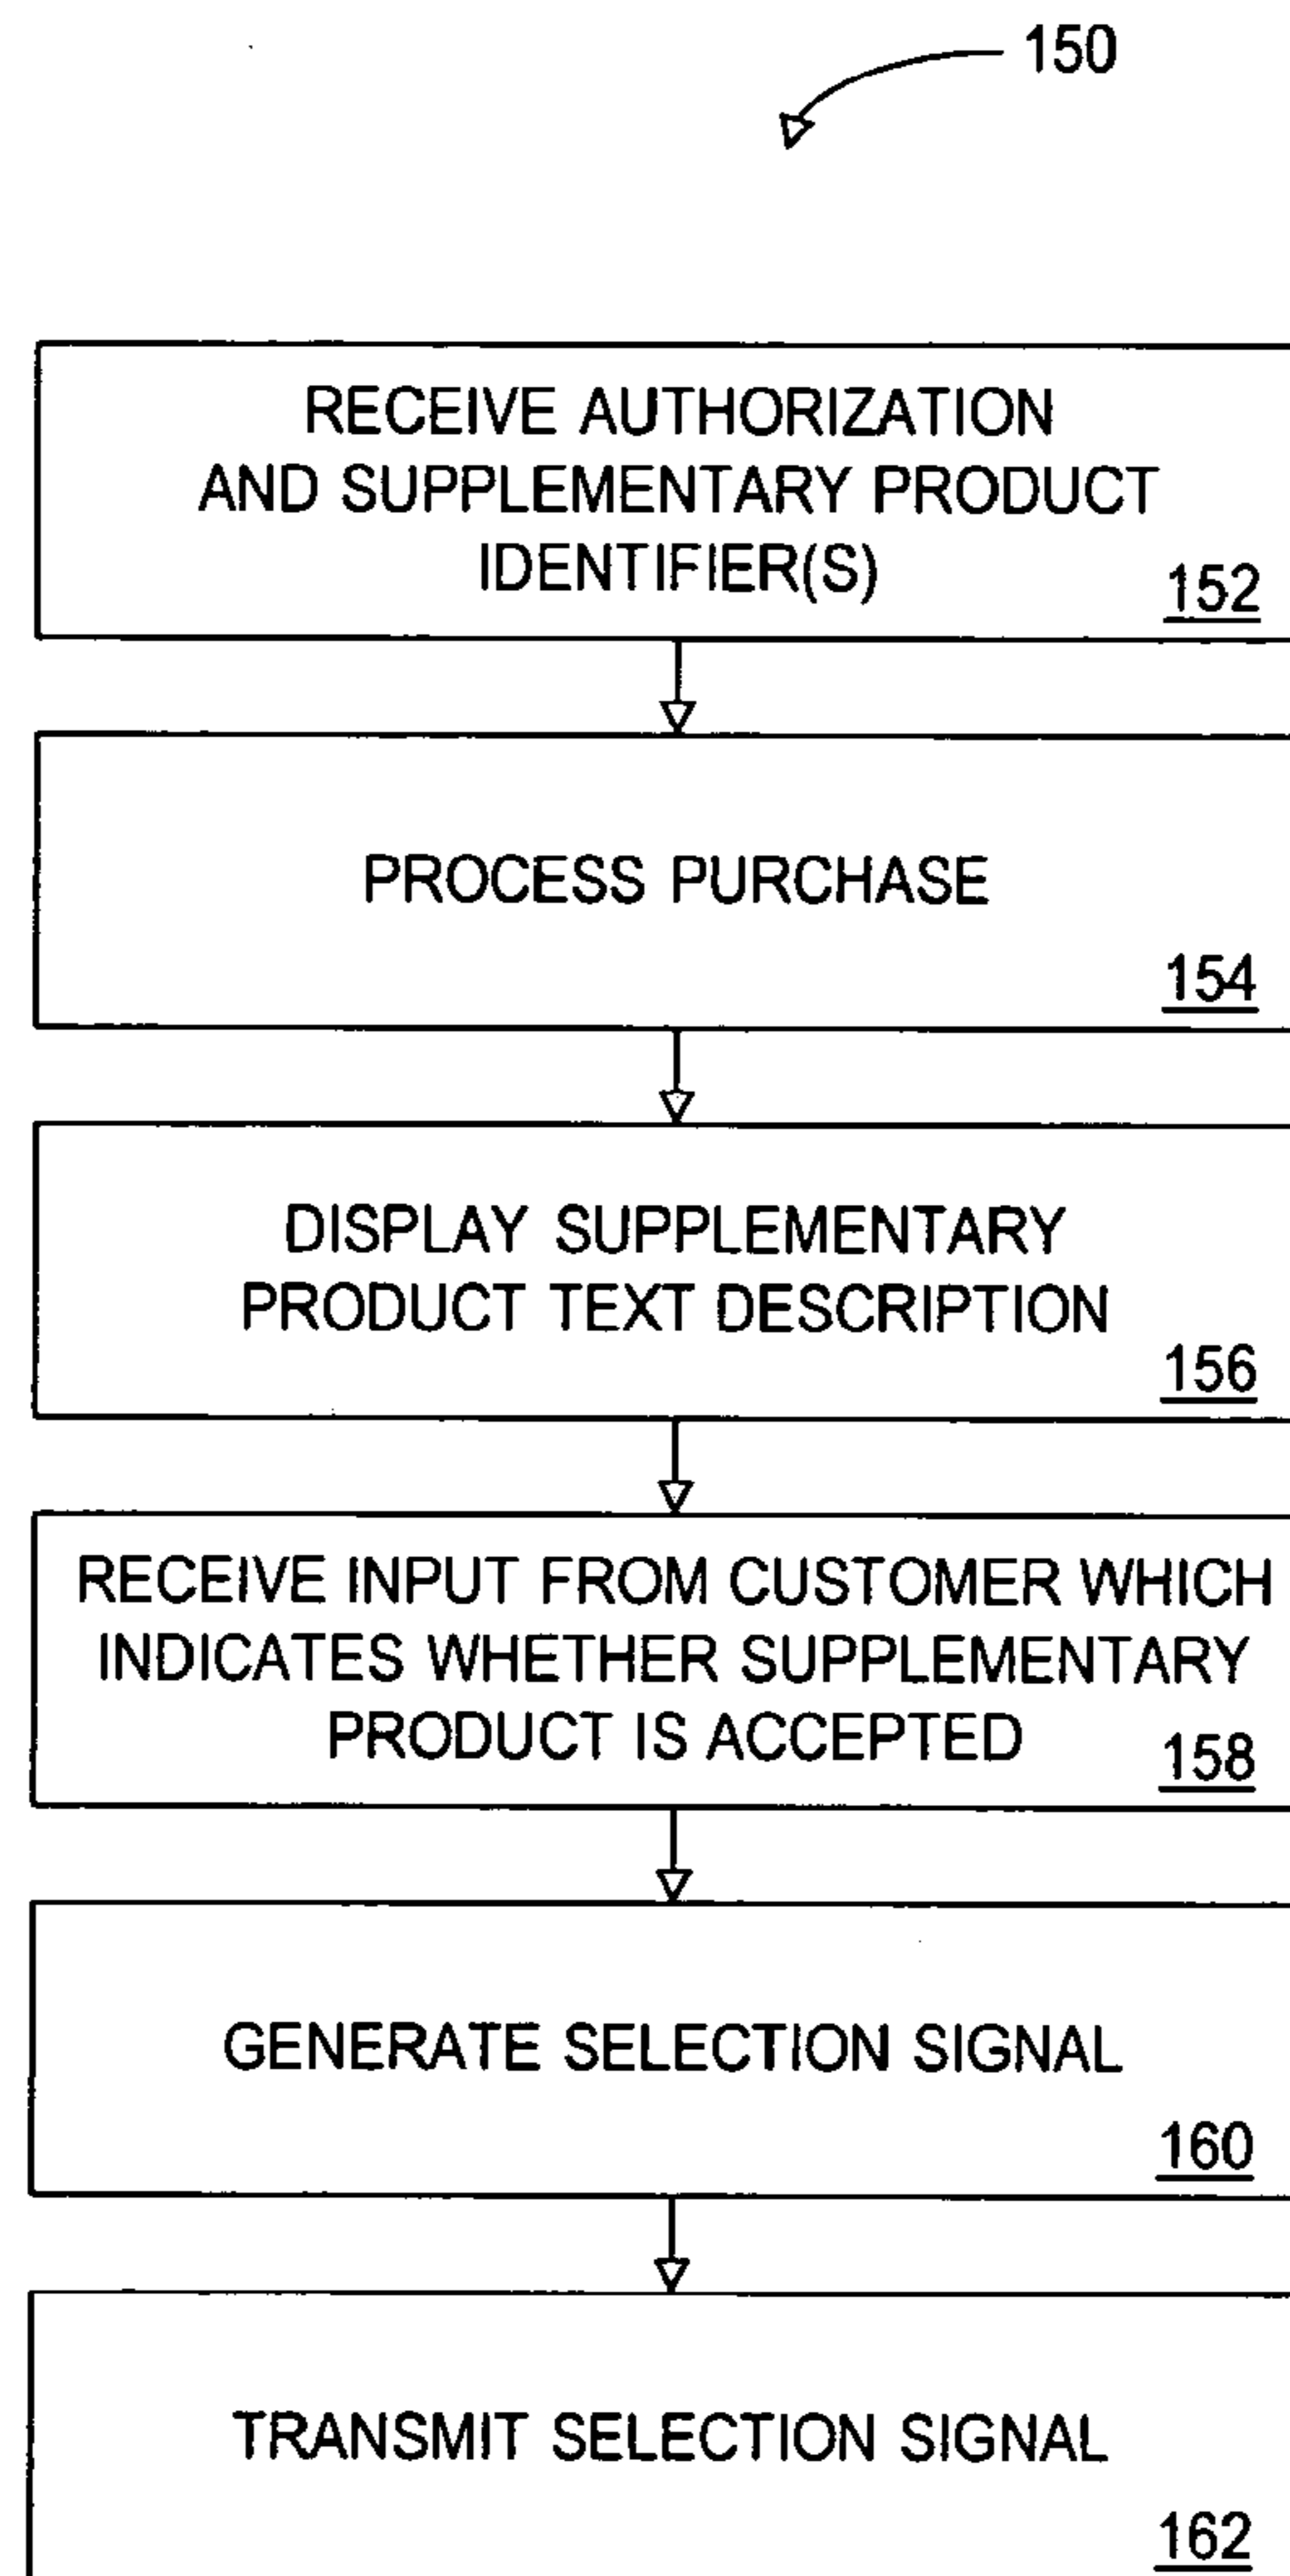 150
RECEIVE AUTHORIZATION
AND SUPPLEMENTARY PRODUCT
IDENTIFIER(S)
152
PROCESS PURCHASE
154
DISPLAY SUPPLEMENTARY
PRODUCT TEXT DESCRIPTION
156
RECEIVE INPUT FROM CUSTOMER WHICH
INDICATES WHETHER SUPPLEMENTARY
PRODUCT IS ACCEPTED
158
GENERATE SELECTION SIGNAL
160
TRANSMIT SELECTION SIGNAL
162